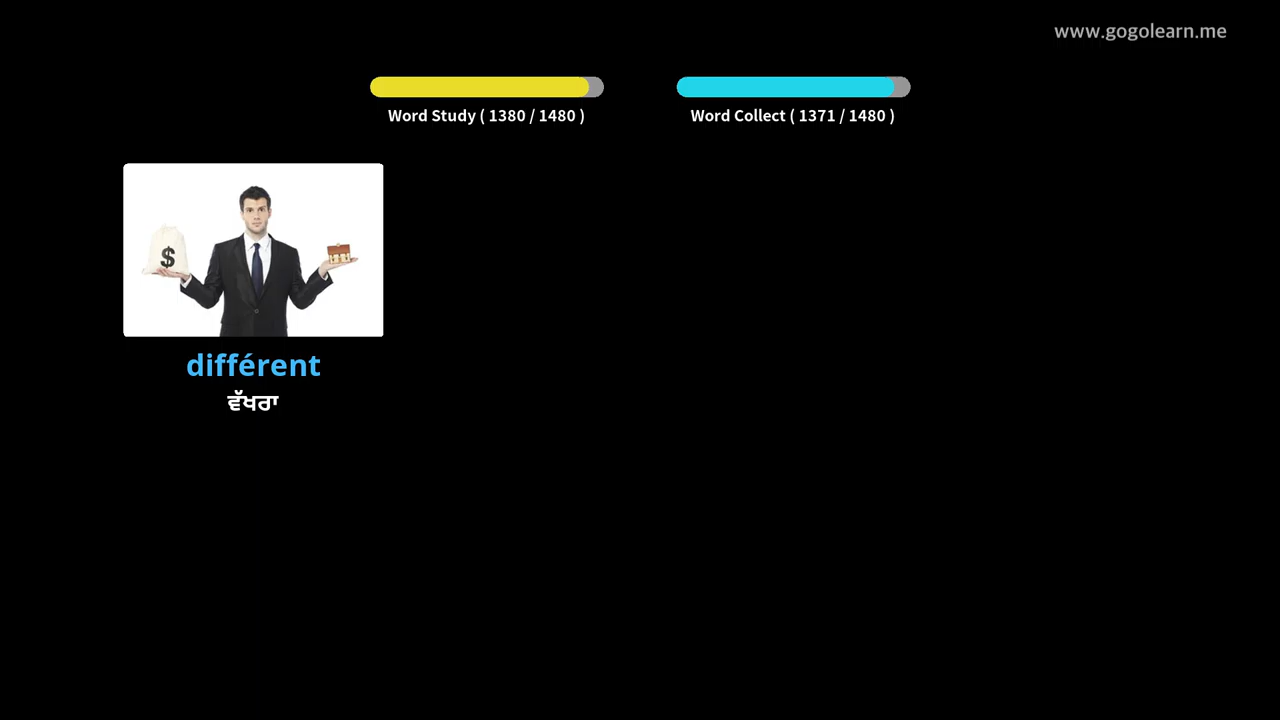 www.gogolearn.me
Word Study ( 1380 / 1480 )
Word Collect ( 1371 / 1480 )
$
différent
ਵੱਖਰਾ